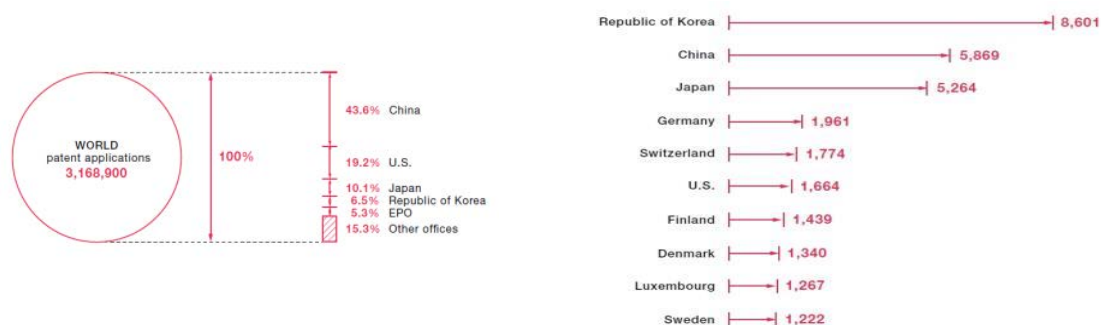 WORLD
patent applications
3,168,900
100%
43.6% China
19.2% U.S.
10.1% Japan
6.5% Republic of Korea
5.3% EPO
15.3% Other offices
Republic of Korea 8,601
China 5,869
Japan 5,264
Germany 1,961
Switzerland 1,774
U.S. 1,664
Finland 1,439
Denmark 1,340
Luxembourg 1,267
Sweden 1,222